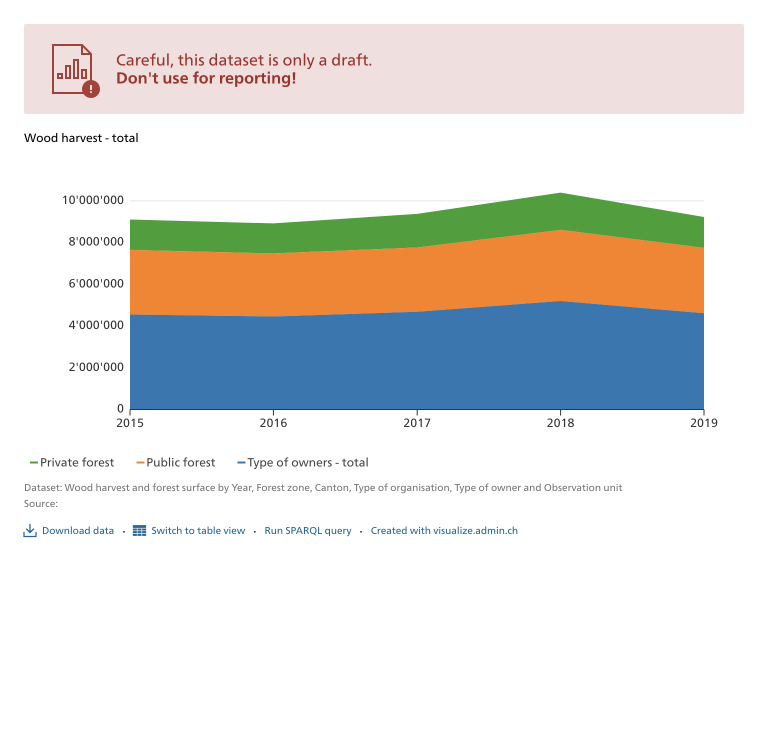 Careful, this dataset is only a draft.
Don't use for reporting!
Wood harvest - total
10'000'000
8'000'000
6'000'000
4'000'000
2'000'000
0
2015 2016 2017 2018 2019
Private forest Public forest Type of owners - total
Dataset: Wood harvest and forest surface by Year, Forest zone, Canton, Type of organisation, Type of owner and Observation unit
Source:
Download data · Switch to table view · Run SPARQL query · Created with visualize.admin.ch